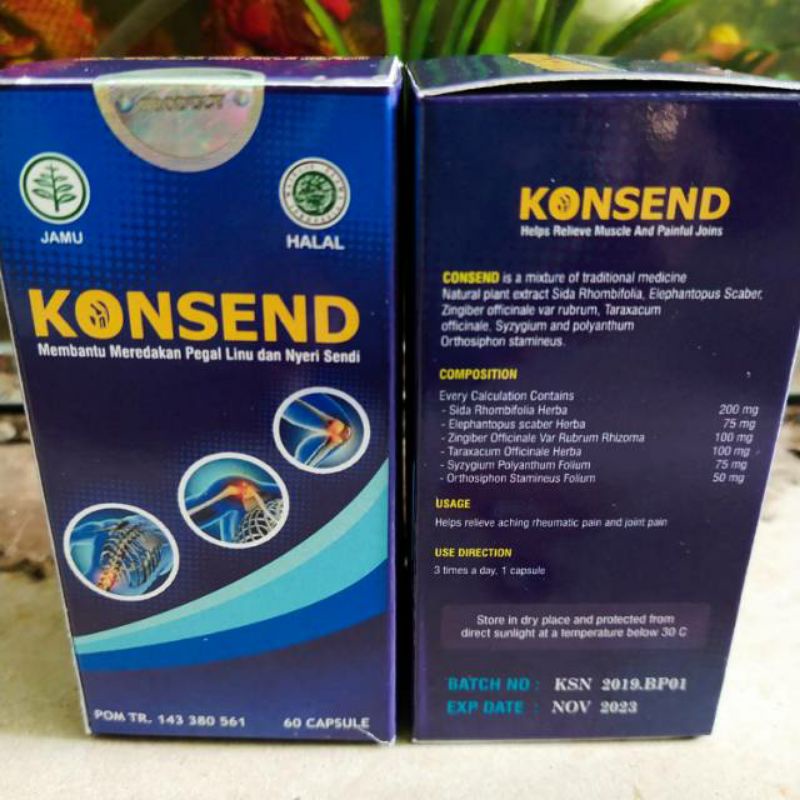 PRODUCT
JAMU
HALAL
KONSEND
Membantu Meredakan Pegal Linu dan Nyeri Sendi
POM TR. 143 380 561
60 CAPSULE
KONSEND
Helps Relieve Muscle And Painful Joins
CONSEND is a mixture of traditional medicine
Natural plant extract Sida Rhombifolia, Elephantopus Scaber,
Zingiber officinale var rubrum, Taraxacum
officinale, Syzygium and polyanthum
Orthosiphon stamineus.
COMPOSITION
Every Calculation Contains
- Sida Rhombifolia Herba 200 mg
- Elephantopus scaber Herba 75 mg
- Zingiber Officinale Var Rubrum Rhizoma 100 mg
- Taraxacum Officinale Herba 100 mg
- Syzygium Polyanthum Folium 75 mg
- Orthosiphon Stamineus Folium 50 mg
USAGE
Helps relieve aching rheumatic pain and joint pain
USE DIRECTION
3 times a day, 1 capsule
Store in dry place and protected from
direct sunlight at a temperature below 30 C
BATCH NO : KSN 2019.BP01
EXP DATE : NOV 2023